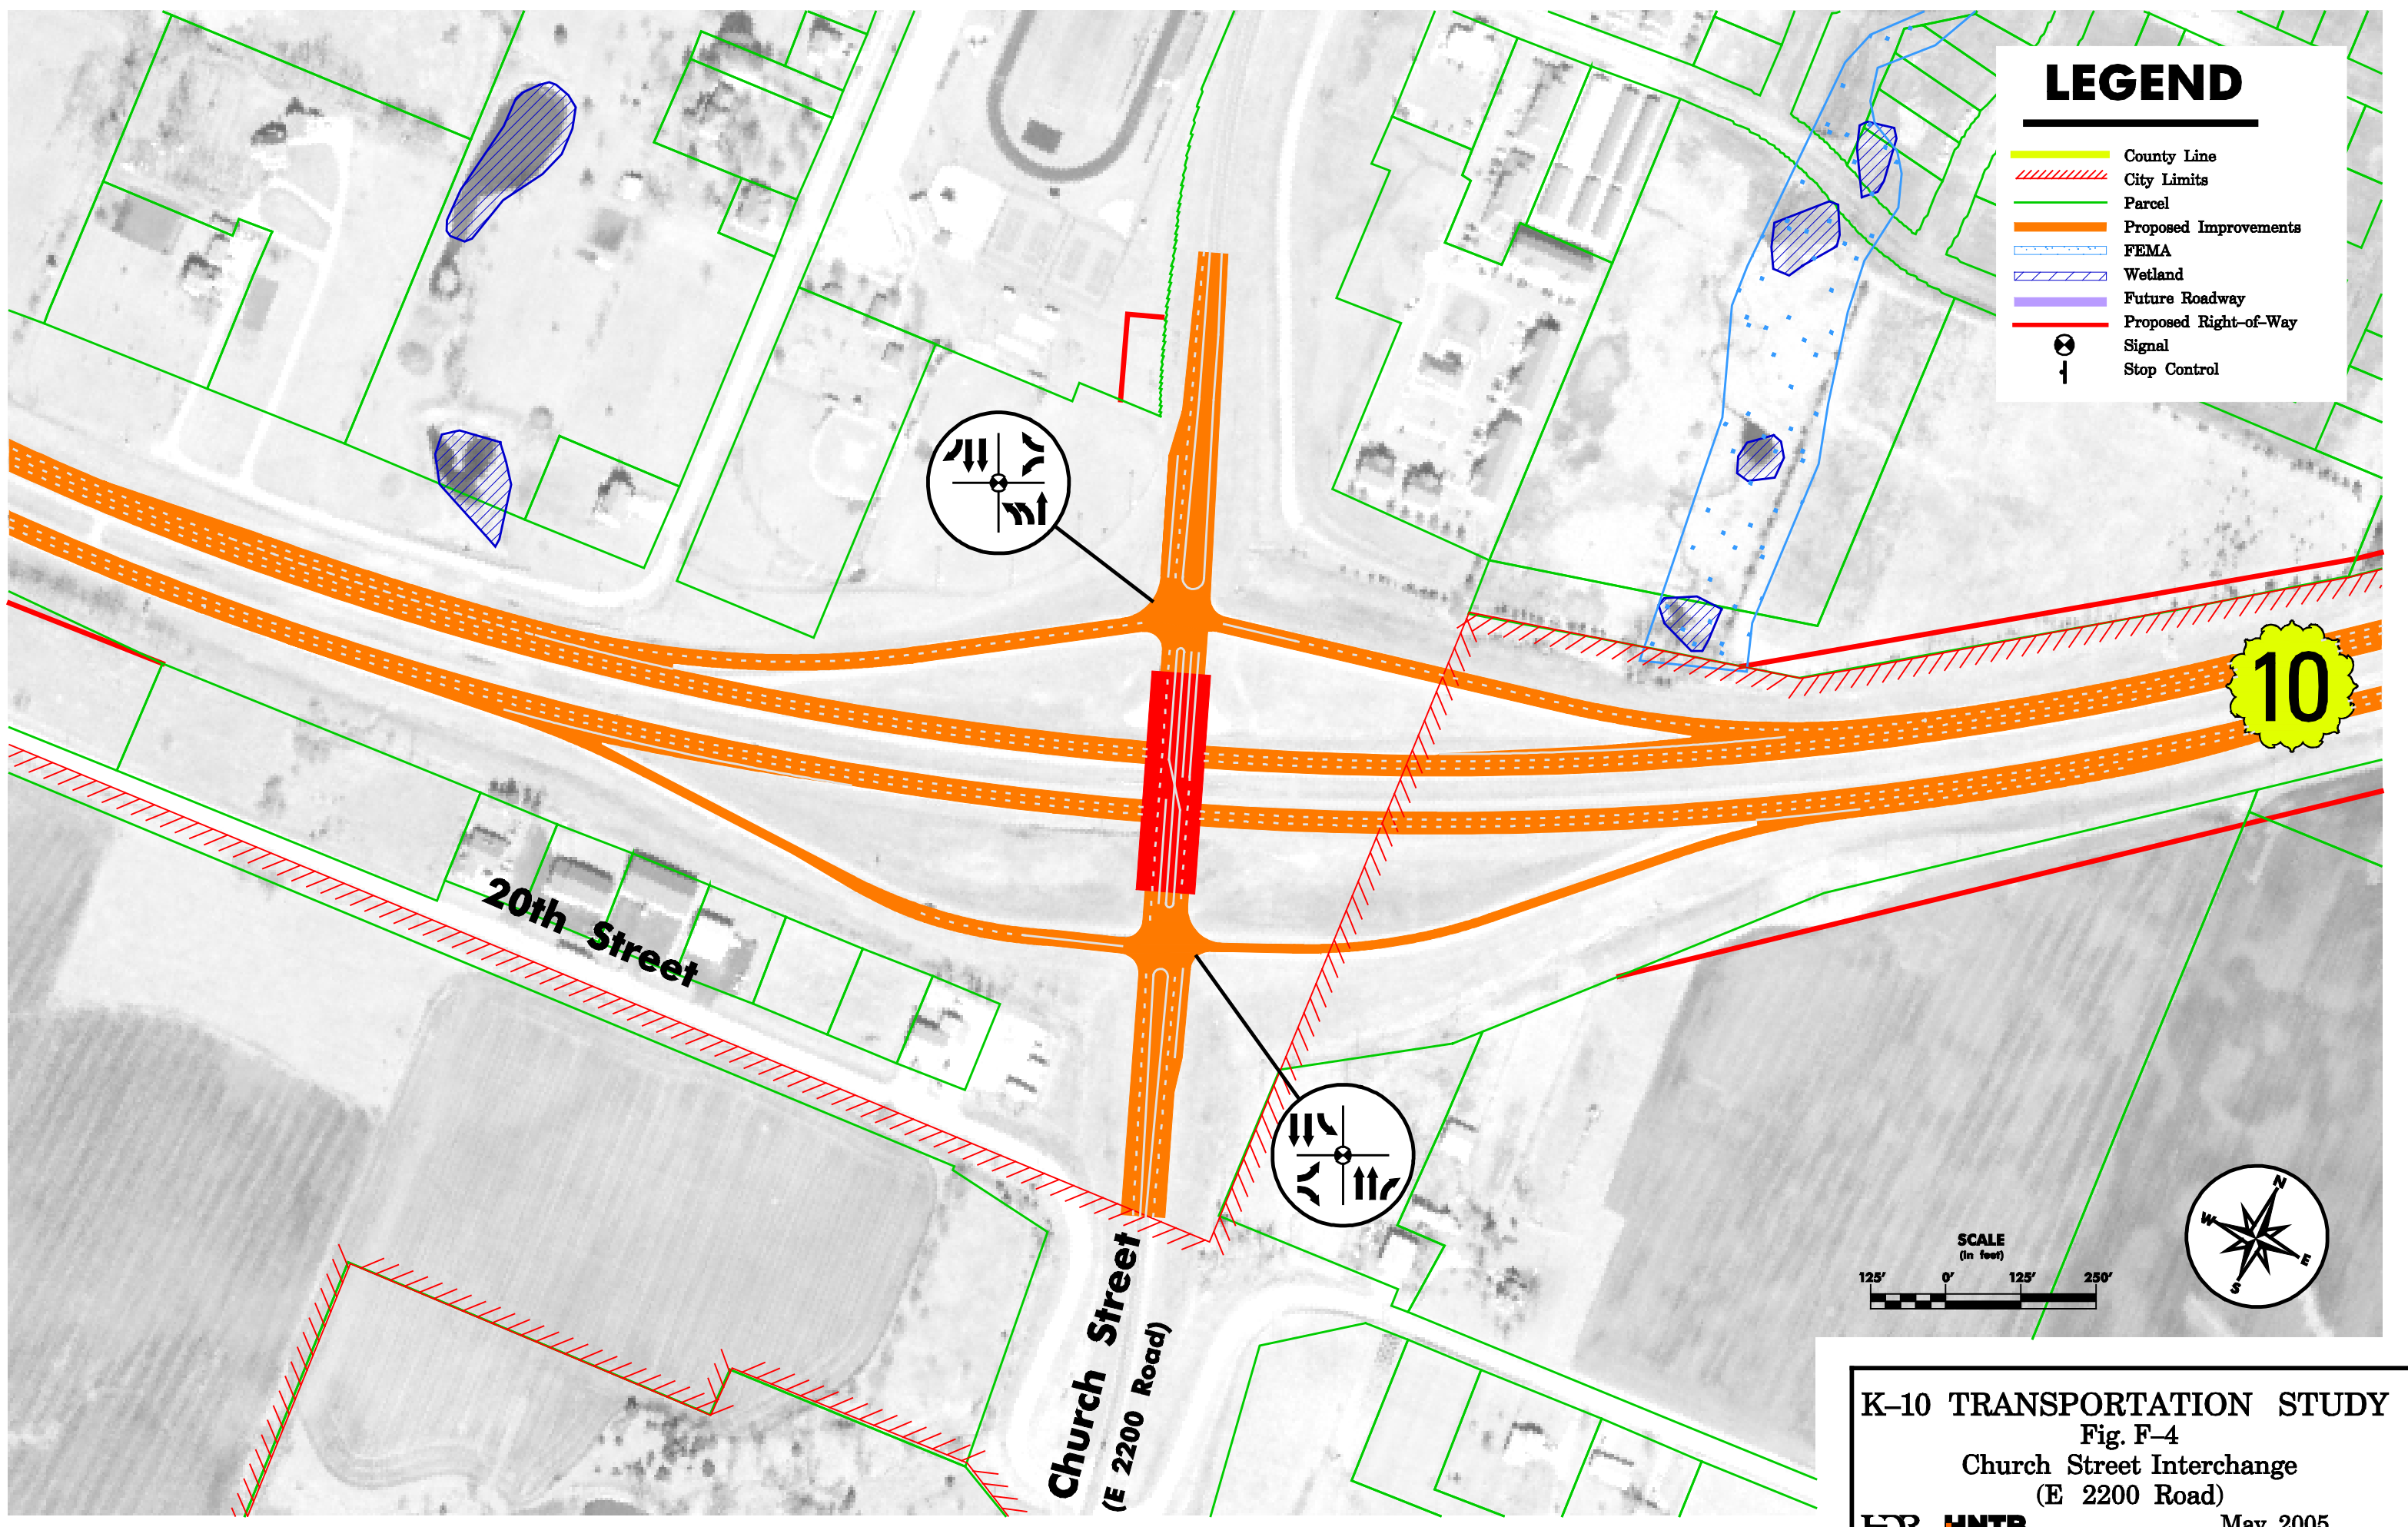 LEGEND
County Line
City Limits
Parcel
Proposed Improvements
FEMA
Wetland
Future Roadway
Proposed Right-of-Way
Signal
Stop Control
10
20th Street
Church Street
(E 2200 Road)
N
W
E
S
SCALE
(In feet)
125' 0' 125' 250'
K-10 TRANSPORTATION STUDY
Fig. F-4
Church Street Interchange
(E 2200 Road)
HDR HNTB May 2005